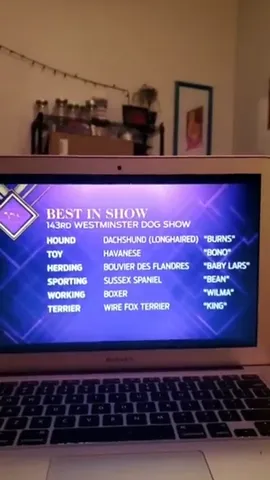 BEST IN SHOW
143RD WESTMINSTER DOG SHOW
HOUND DACHSHUND (LONGHAIRED) "BURNS"
TOY HAVANESE "BONO"
HERDING BOUVIER DES FLANDRES "BABY LARS"
SPORTING SUSSEX SPANIEL "BEAN"
WORKING BOXER "WILMA"
TERRIER WIRE FOX TERRIER "KING"